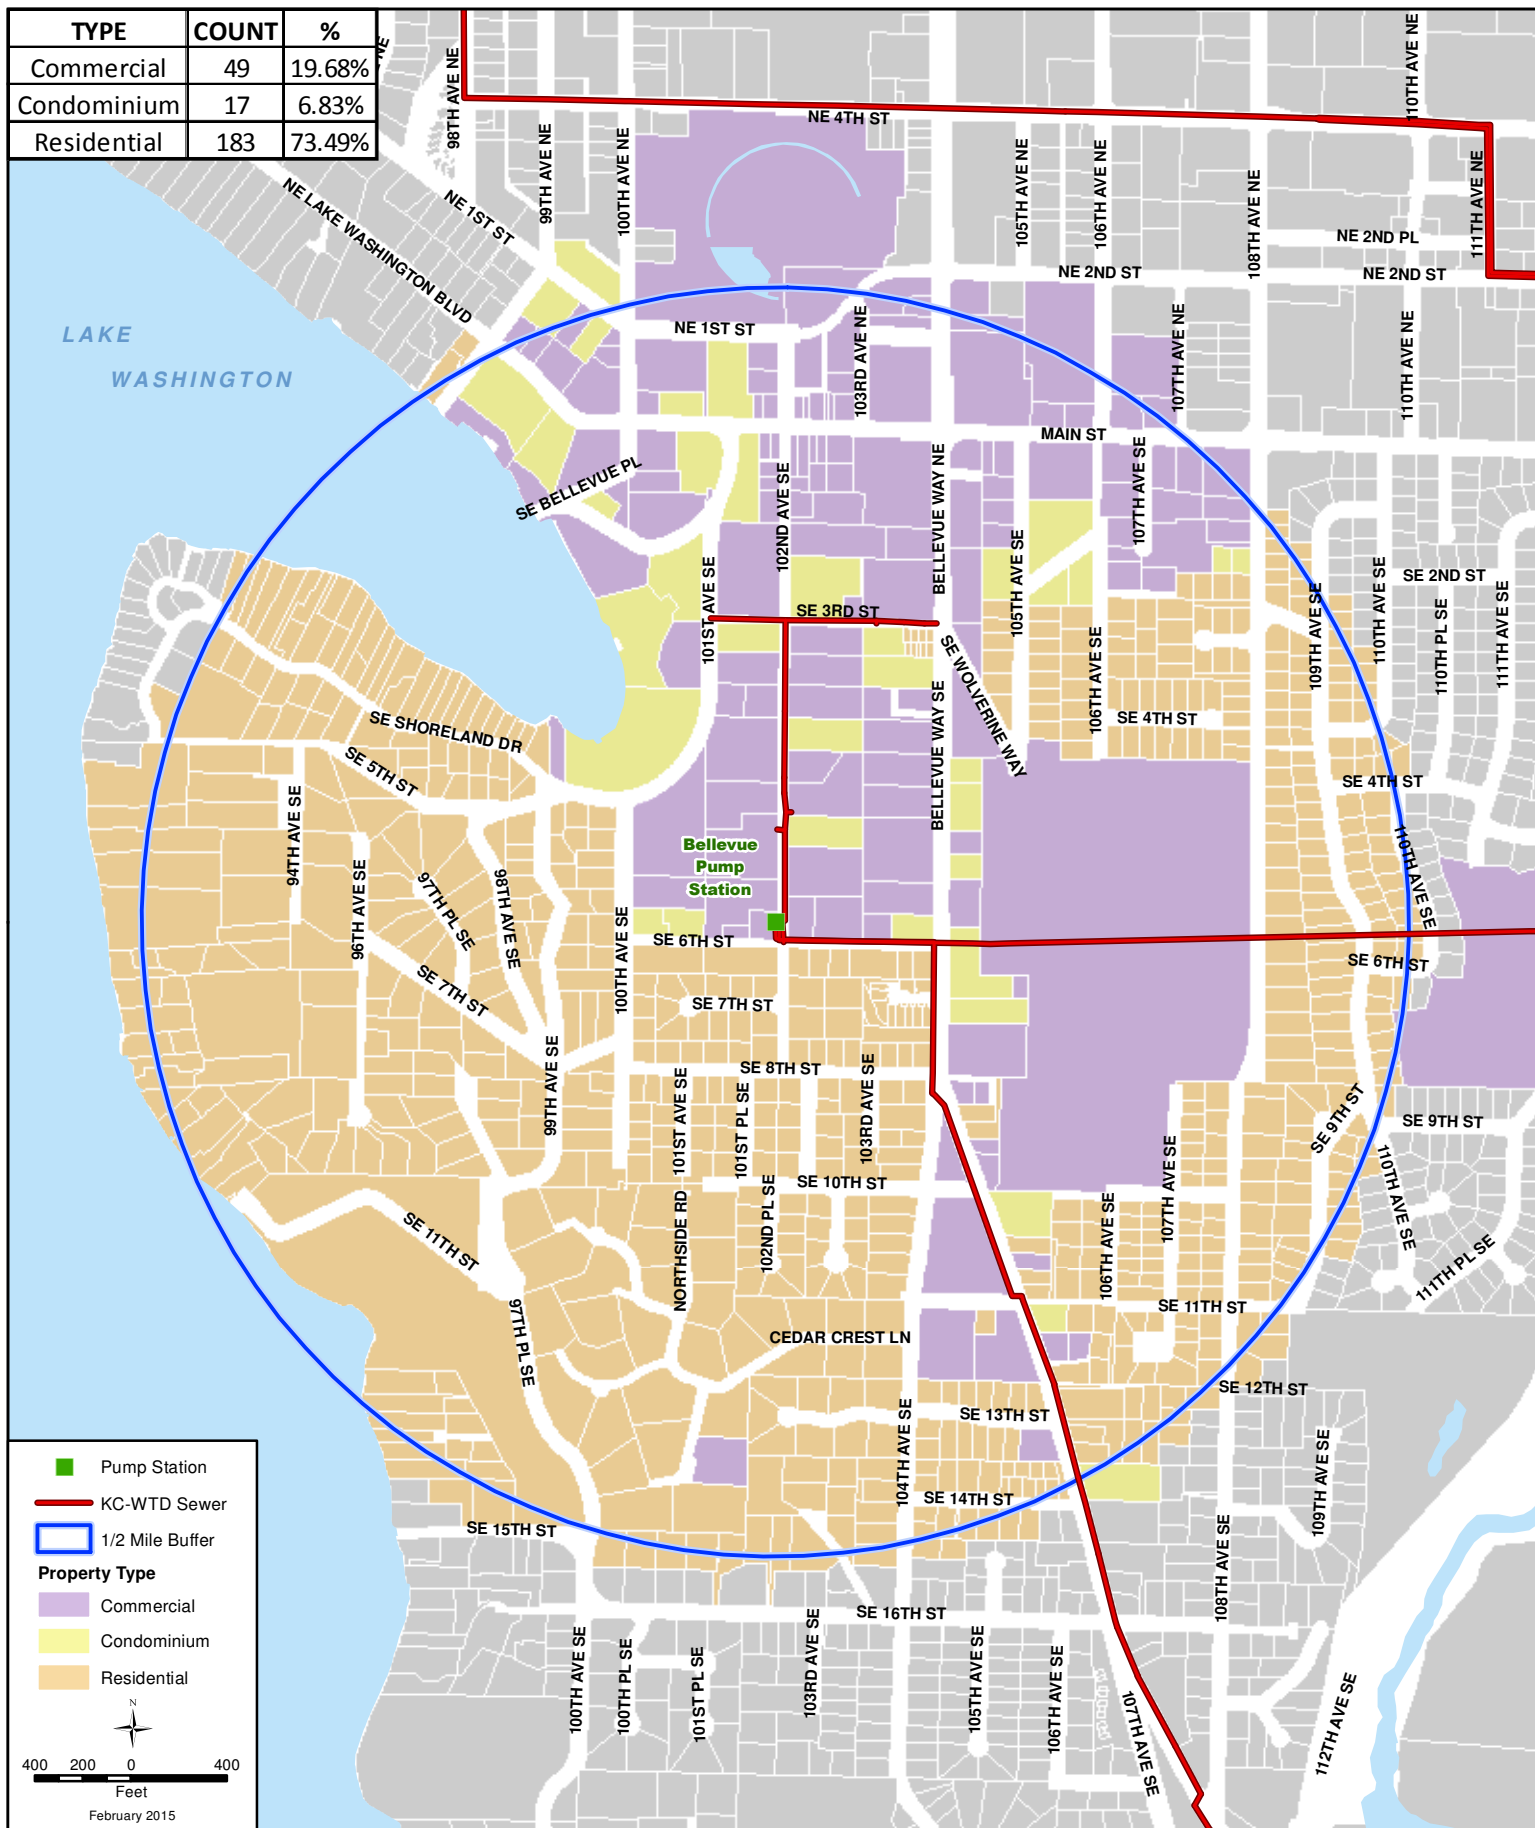 TYPE COUNT %
Commercial 49 19.68%
Condominium 17 6.83%
Residential 183 73.49%
NE
98TH AVE NE
99TH AVE NE
100TH AVE NE
NE 4TH ST
105TH AVE NE
106TH AVE NE
108TH AVE NE
110TH AVE NE
111TH AVE NE
NE LAKE WASHINGTON BLVD
NE 1ST ST
NE 2ND PL
NE 2ND ST
NE 2ND ST
LAKE
WASHINGTON
NE 1ST ST
103RD AVE NE
107TH AVE NE
110TH AVE NE
MAIN ST
SE BELLEVUE PL
102ND AVE SE
BELLEVUE WAY NE
107TH AVE SE
101ST AVE SE
SE 3RD ST
105TH AVE SE
106TH AVE SE
109TH AVE SE
110TH AVE SE
SE 2ND ST
110TH PL SE
111TH AVE SE
SE WOLVERINE WAY
BELLEVUE WAY SE
SE 4TH ST
SE SHORELAND DR
SE 5TH ST
SE 4TH ST
94TH AVE SE
96TH AVE SE
97TH PL SE
98TH AVE SE
Bellevue
Pump
Station
110TH AVE SE
100TH AVE SE
SE 6TH ST
SE 6TH ST
SE 7TH ST
SE 7TH ST
99TH AVE SE
SE 8TH ST
101ST AVE SE
101ST PL SE
103RD AVE SE
SE 9TH ST
SE 9TH ST
107TH AVE SE
110TH AVE SE
SE 10TH ST
102ND PL SE
NORTHSIDE RD
106TH AVE SE
SE 11TH ST
111TH PL SE
SE 11TH ST
97TH PL SE
CEDAR CREST LN
SE 12TH ST
104TH AVE SE
SE 13TH ST
109TH AVE SE
SE 14TH ST
SE 15TH ST
108TH AVE SE
SE 16TH ST
100TH AVE SE
100TH PL SE
101ST PL SE
103RD AVE SE
105TH AVE SE
106TH AVE SE
107TH AVE SE
112TH AVE SE
Pump Station
KC-WTD Sewer
1/2 Mile Buffer
Property Type
Commercial
Condominium
Residential
N
400 200 0 400
Feet
February 2015